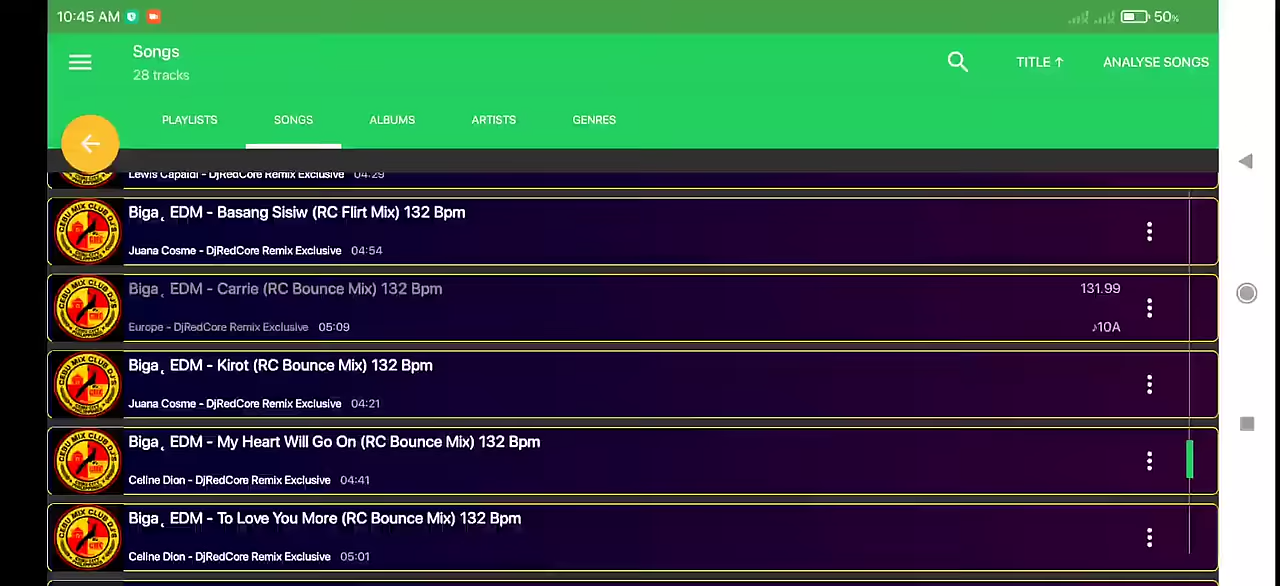 10:45 AM
50%
Songs
28 tracks
TITLE ↑
ANALYSE SONGS
PLAYLISTS
SONGS
ALBUMS
ARTISTS
GENRES
Lewis Capaldi - DjRedCore Remix Exclusive 04:29
Biga˛ EDM - Basang Sisiw (RC Flirt Mix) 132 Bpm
Juana Cosme - DjRedCore Remix Exclusive 04:54
Biga˛ EDM - Carrie (RC Bounce Mix) 132 Bpm
131.99
Europe - DjRedCore Remix Exclusive 05:09
♪10A
Biga˛ EDM - Kirot (RC Bounce Mix) 132 Bpm
Juana Cosme - DjRedCore Remix Exclusive 04:21
Biga˛ EDM - My Heart Will Go On (RC Bounce Mix) 132 Bpm
Celine Dion - DjRedCore Remix Exclusive 04:41
Biga˛ EDM - To Love You More (RC Bounce Mix) 132 Bpm
Celine Dion - DjRedCore Remix Exclusive 05:01
CEBU MIX CLUB DJ'S